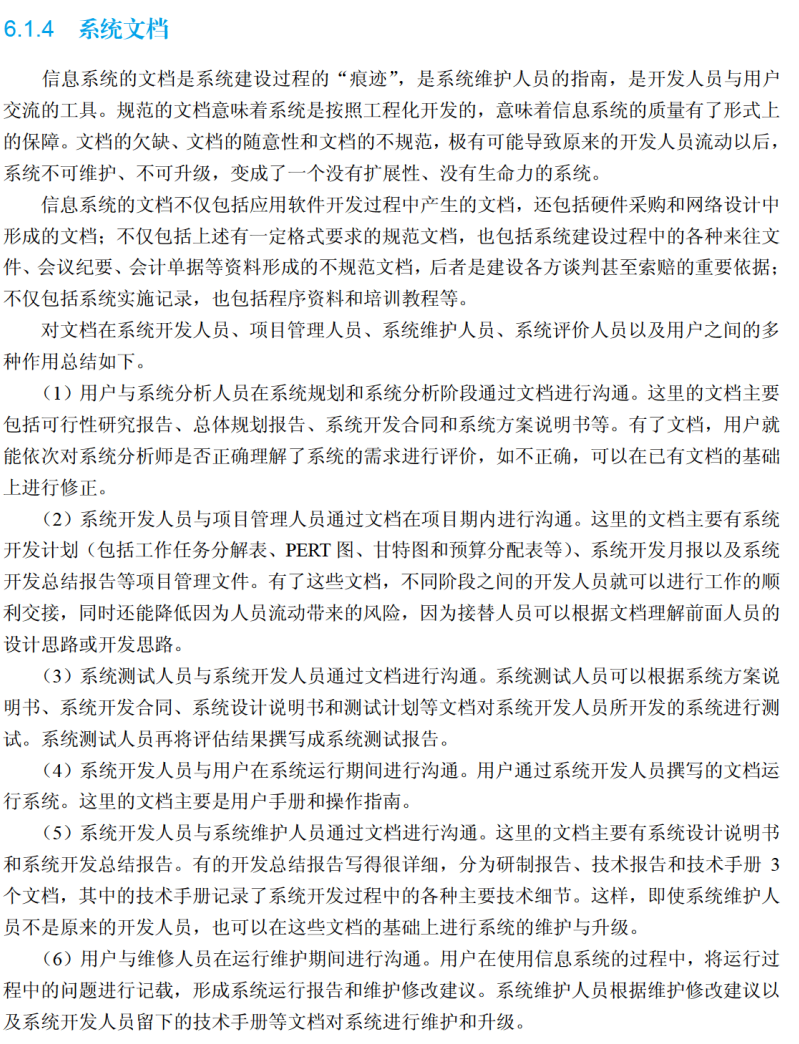 6.1.4 系统文档
信息系统的文档是系统建设过程的“痕迹”，是系统维护人员的指南，是开发人员与用户
交流的工具。规范的文档意味着系统是按照工程化开发的，意味着信息系统的质量有了形式上
的保障。文档的欠缺、文档的随意性和文档的不规范，极有可能导致原来的开发人员流动以后，
系统不可维护、不可升级，变成了一个没有扩展性、没有生命力的系统。
信息系统的文档不仅包括应用软件开发过程中产生的文档，还包括硬件采购和网络设计中
形成的文档；不仅包括上述有一定格式要求的规范文档，也包括系统建设过程中的各种来往文
件、会议纪要、会计单据等资料形成的不规范文档，后者是建设各方谈判甚至索赔的重要依据；
不仅包括系统实施记录，也包括程序资料和培训教程等。
对文档在系统开发人员、项目管理人员、系统维护人员、系统评价人员以及用户之间的多
种作用总结如下。
（1）用户与系统分析人员在系统规划和系统分析阶段通过文档进行沟通。这里的文档主要
包括可行性研究报告、总体规划报告、系统开发合同和系统方案说明书等。有了文档，用户就
能依次对系统分析师是否正确理解了系统的需求进行评价，如不正确，可以在已有文档的基础
上进行修正。
（2）系统开发人员与项目管理人员通过文档在项目期内进行沟通。这里的文档主要有系统
开发计划（包括工作任务分解表、PERT 图、甘特图和预算分配表等）、系统开发月报以及系统
开发总结报告等项目管理文件。有了这些文档，不同阶段之间的开发人员就可以进行工作的顺
利交接，同时还能降低因为人员流动带来的风险，因为接替人员可以根据文档理解前面人员的
设计思路或开发思路。
（3）系统测试人员与系统开发人员通过文档进行沟通。系统测试人员可以根据系统方案说
明书、系统开发合同、系统设计说明书和测试计划等文档对系统开发人员所开发的系统进行测
试。系统测试人员再将评估结果撰写成系统测试报告。
（4）系统开发人员与用户在系统运行期间进行沟通。用户通过系统开发人员撰写的文档运
行系统。这里的文档主要是用户手册和操作指南。
（5）系统开发人员与系统维护人员通过文档进行沟通。这里的文档主要有系统设计说明书
和系统开发总结报告。有的开发总结报告写得很详细，分为研制报告、技术报告和技术手册 3
个文档，其中的技术手册记录了系统开发过程中的各种主要技术细节。这样，即使系统维护人
员不是原来的开发人员，也可以在这些文档的基础上进行系统的维护与升级。
（6）用户与维修人员在运行维护期间进行沟通。用户在使用信息系统的过程中，将运行过
程中的问题进行记载，形成系统运行报告和维护修改建议。系统维护人员根据维护修改建议以
及系统开发人员留下的技术手册等文档对系统进行维护和升级。